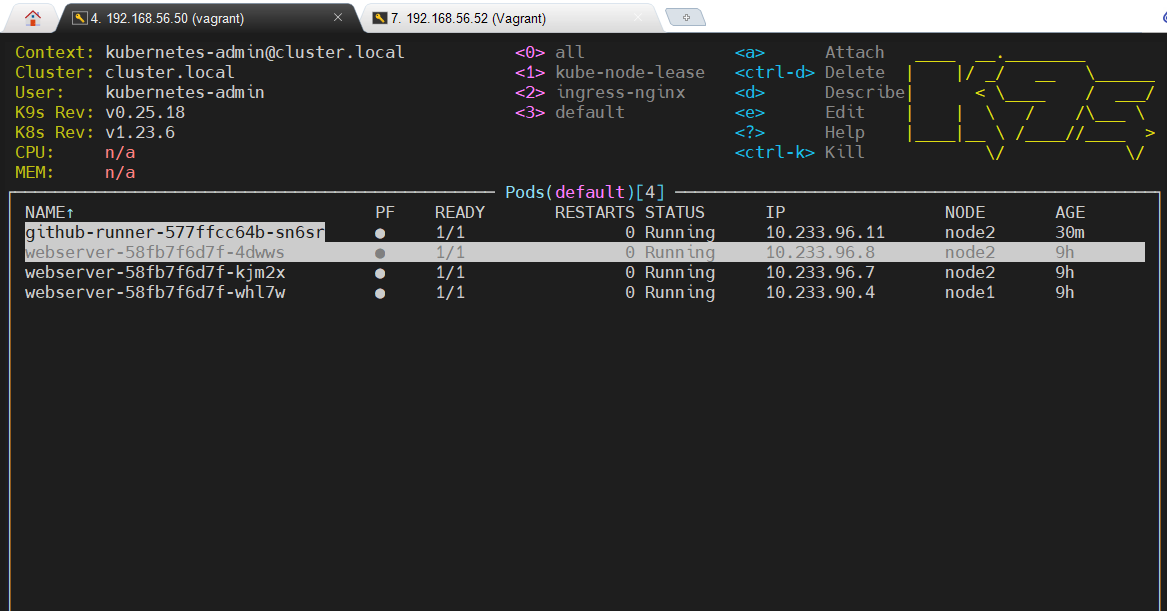 4. 192.168.56.50 (vagrant)
7. 192.168.56.52 (Vagrant)
Context: kubernetes-admin@cluster.local <0> all <a> Attach
Cluster: cluster.local <1> kube-node-lease <ctrl-d> Delete
User: kubernetes-admin <2> ingress-nginx <d> Describe
K9s Rev: v0.25.18 <3> default <e> Edit
K8s Rev: v1.23.6 <?> Help
CPU: n/a <ctrl-k> Kill
MEM: n/a
Pods(default)[4]
NAME↑ PF READY RESTARTS STATUS IP NODE AGE
github-runner-577ffcc64b-sn6sr ● 1/1 0 Running 10.233.96.11 node2 30m
webserver-58fb7f6d7f-4dwws ● 1/1 0 Running 10.233.96.8 node2 9h
webserver-58fb7f6d7f-kjm2x ● 1/1 0 Running 10.233.96.7 node2 9h
webserver-58fb7f6d7f-whl7w ● 1/1 0 Running 10.233.90.4 node1 9h